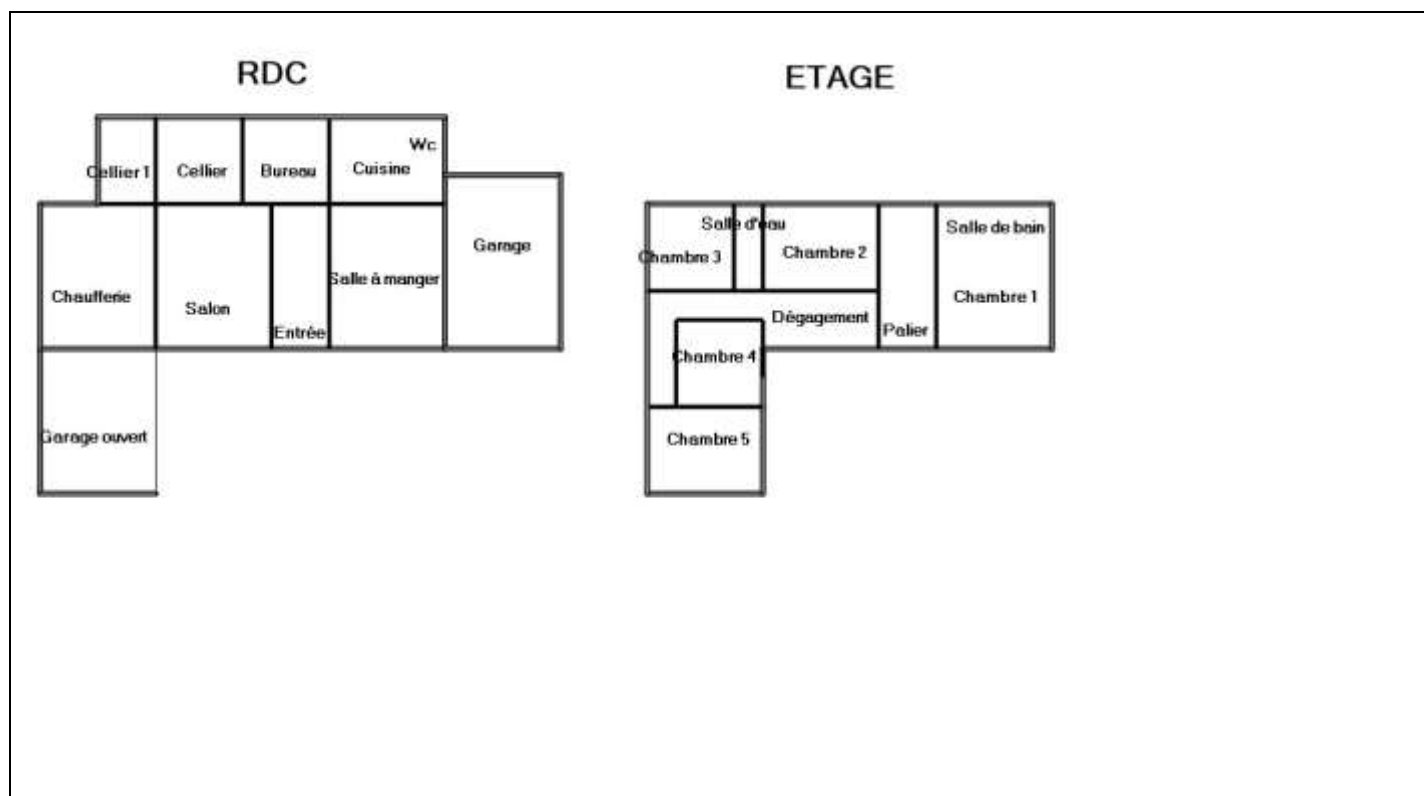 RDC
ETAGE
Wc
Cellier 1
Cellier
Bureau
Cuisine
Garage
Chaufferie
Salon
Entrée
Salle à manger
Garage ouvert
Salle d'eau
Salle de bain
Chambre 3
Chambre 2
Chambre 1
Dégagement
Palier
Chambre 4
Chambre 5